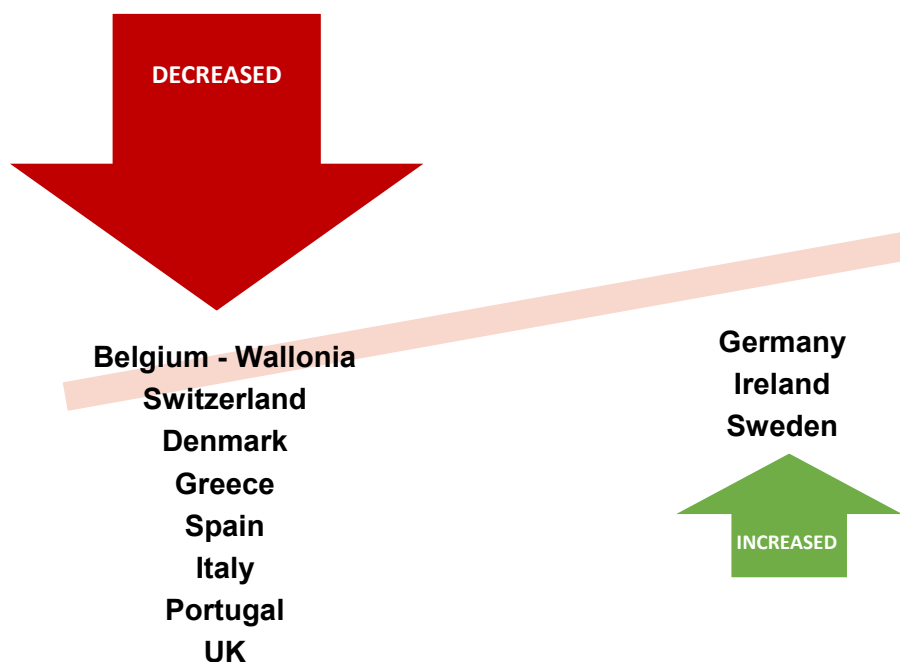 DECREASED
Belgium - Wallonia
Switzerland
Denmark
Greece
Spain
Italy
Portugal
UK
Germany
Ireland
Sweden
INCREASED